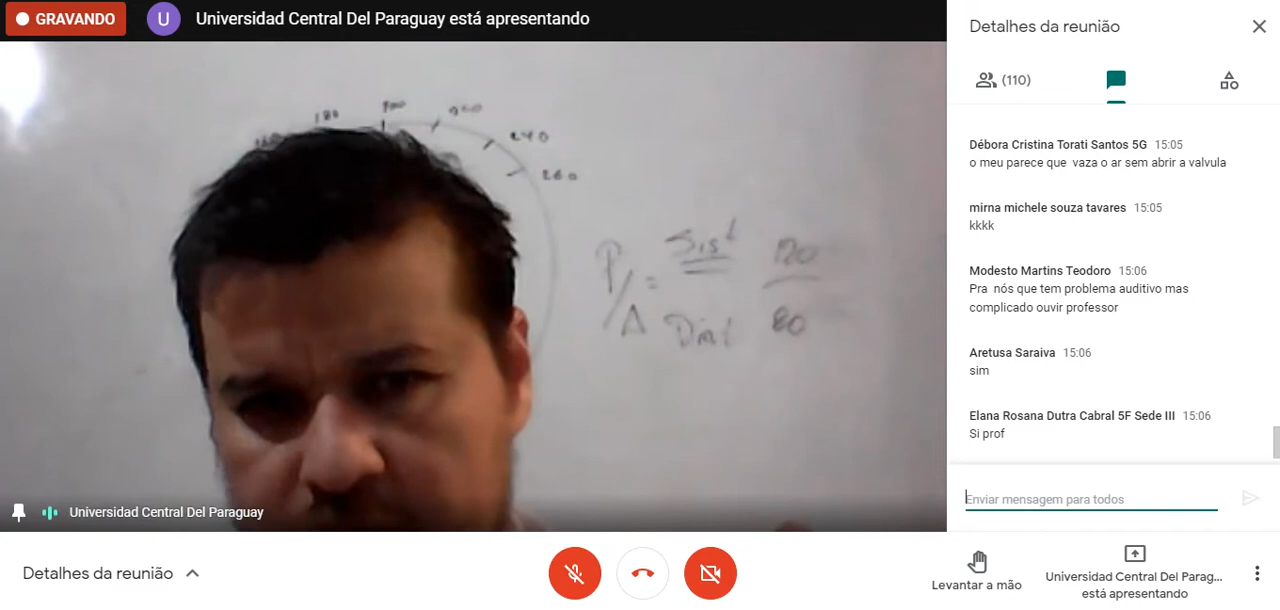 GRAVANDO
U
Universidad Central Del Paraguay está apresentando
180
200
220
240
260
P/A = Sist 120
Diast 80
Universidad Central Del Paraguay
Detalhes da reunião
(110)
Débora Cristina Torati Santos 5G 15:05
o meu parece que vaza o ar sem abrir a valvula
mirna michele souza tavares 15:05
kkkk
Modesto Martins Teodoro 15:06
Pra nós que tem problema auditivo mas
complicado ouvir professor
Aretusa Saraiva 15:06
sim
Elana Rosana Dutra Cabral 5F Sede III 15:06
Si prof
Enviar mensagem para todos
Detalhes da reunião
Levantar a mão
Universidad Central Del Parag...
está apresentando